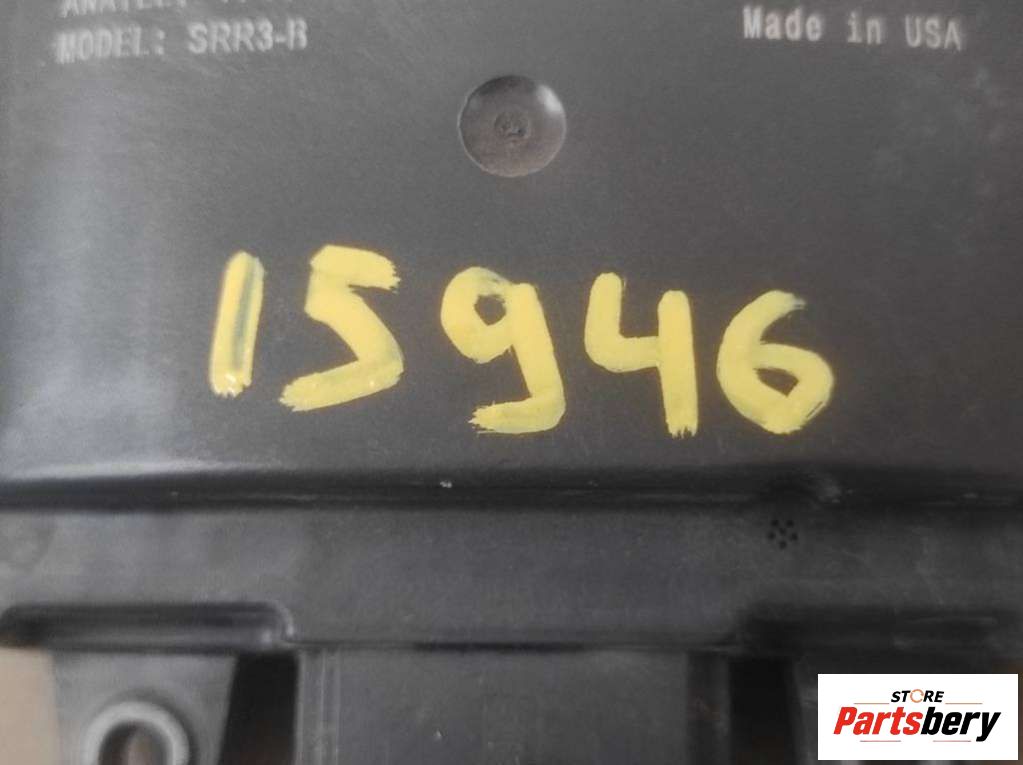 MODEL: SRR3-B
Made in USA
15946
STORE
Partsbery